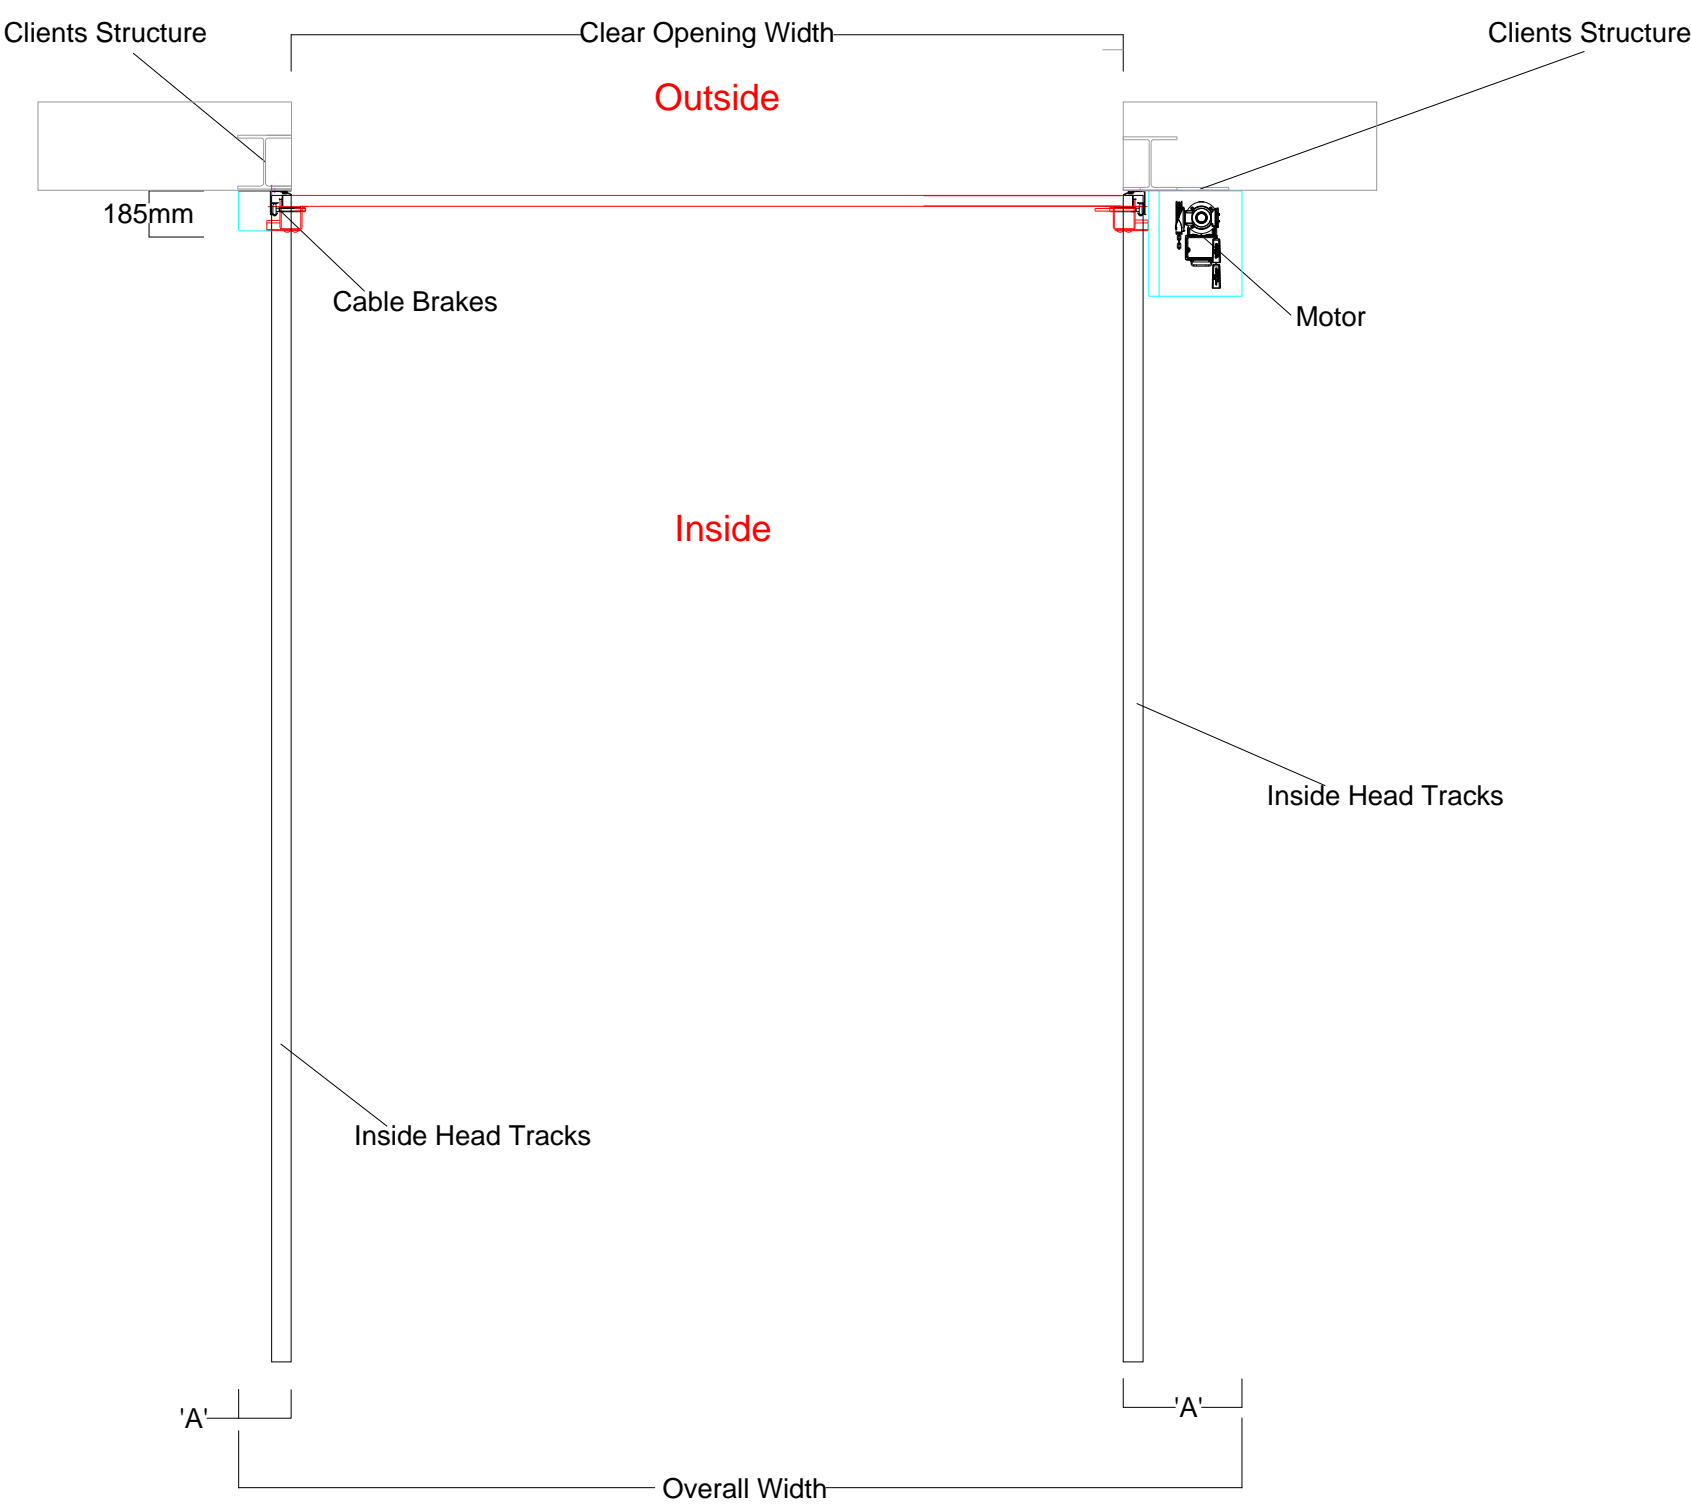 Clients Structure
Clear Opening Width
Clients Structure
Outside
185mm
Cable Brakes
Motor
Inside
Inside Head Tracks
Inside Head Tracks
'A'
'A'
Overall Width